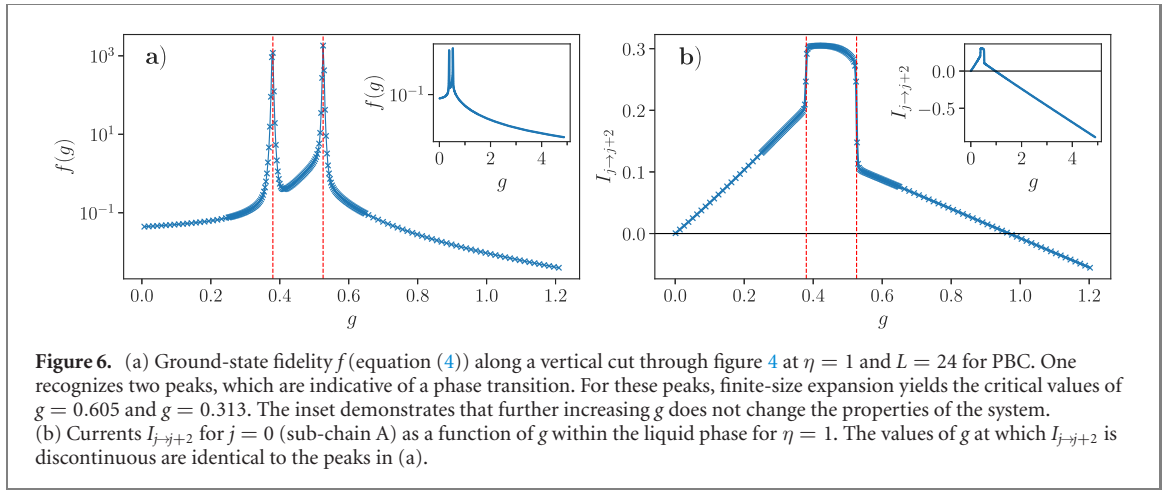 a)
10³
10¹
10⁻¹
f(g)
0.0 0.2 0.4 0.6 0.8 1.0 1.2
g
f(g)
10⁻¹
0 2 4
g
b)
0.3
0.2
0.1
0.0
I_{j→j+2}
0.0 0.2 0.4 0.6 0.8 1.0 1.2
g
I_{j→j+2}
0.0
−0.5
0 2 4
g
Figure 6. (a) Ground-state fidelity f (equation (4)) along a vertical cut through figure 4 at η = 1 and L = 24 for PBC. One
recognizes two peaks, which are indicative of a phase transition. For these peaks, finite-size expansion yields the critical values of
g = 0.605 and g = 0.313. The inset demonstrates that further increasing g does not change the properties of the system.
(b) Currents I_{j→j+2} for j = 0 (sub-chain A) as a function of g within the liquid phase for η = 1. The values of g at which I_{j→j+2} is
discontinuous are identical to the peaks in (a).